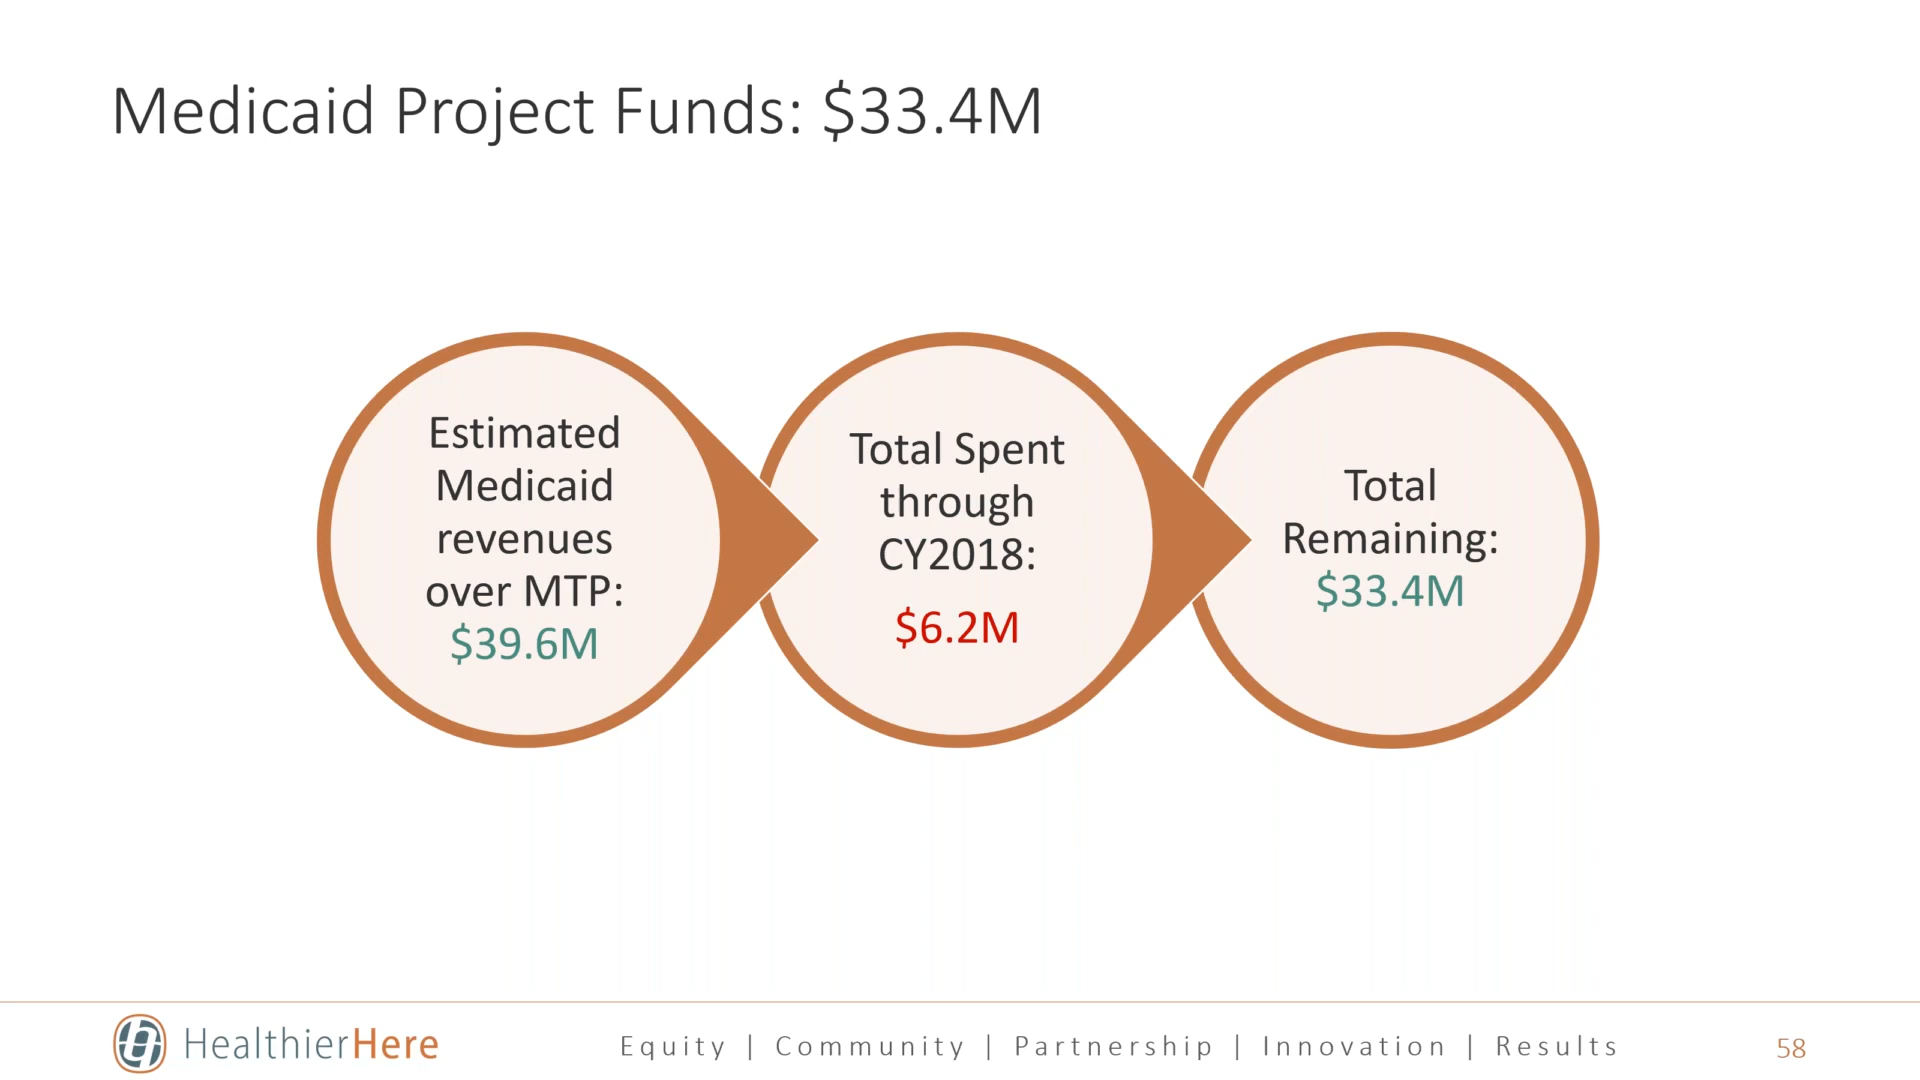 Medicaid Project Funds: $33.4M
Estimated
Medicaid
revenues
over MTP:
$39.6M
Total Spent
through
CY2018:
$6.2M
Total
Remaining:
$33.4M
HealthierHere
Equity | Community | Partnership | Innovation | Results
58